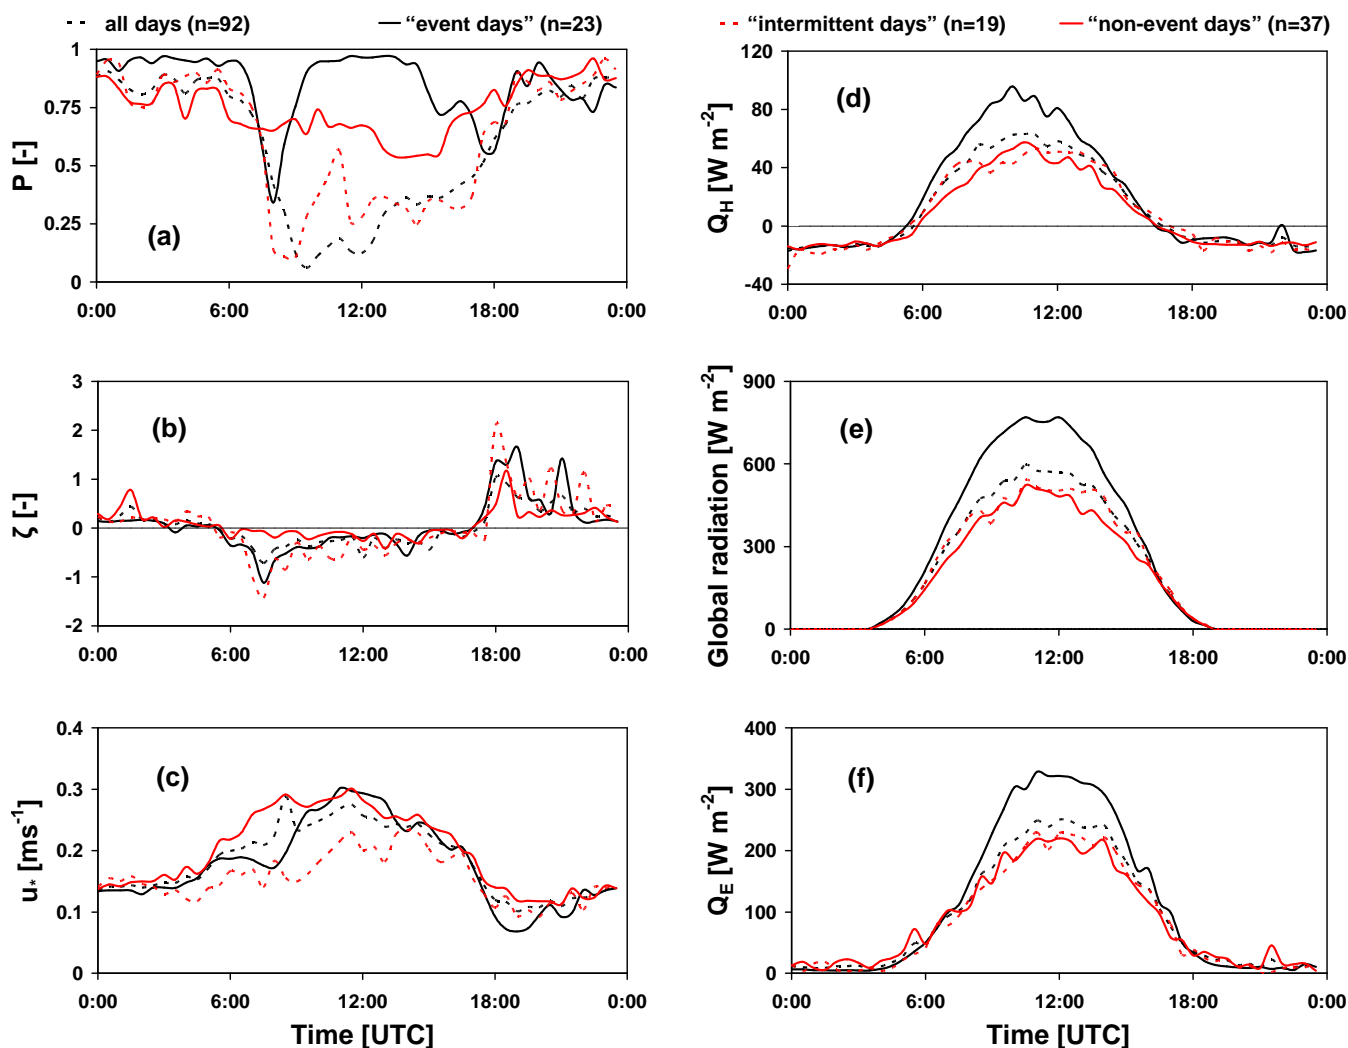 all days (n=92) “event days” (n=23) “intermittent days” (n=19) “non-event days” (n=37)
P [-]
1
0.75
0.5
0.25
0
(a)
0:00 6:00 12:00 18:00 0:00
Q_H [W m^-2]
120
80
40
0
-40
(d)
0:00 6:00 12:00 18:00 0:00
ζ [-]
3
2
1
0
-1
-2
(b)
0:00 6:00 12:00 18:00 0:00
Global radiation [W m^-2]
900
600
300
0
(e)
0:00 6:00 12:00 18:00 0:00
u* [ms^-1]
0.4
0.3
0.2
0.1
0
(c)
0:00 6:00 12:00 18:00 0:00
Time [UTC]
Q_E [W m^-2]
400
300
200
100
0
(f)
0:00 6:00 12:00 18:00 0:00
Time [UTC]